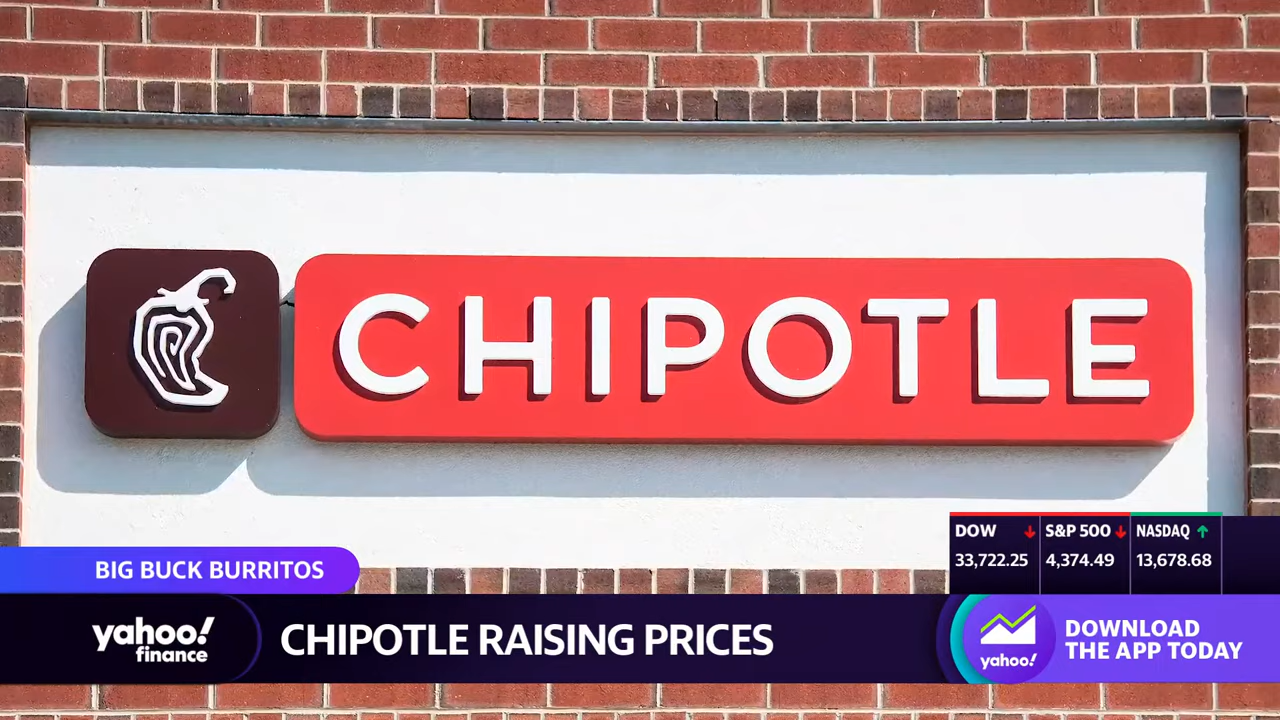 CHIPOTLE
DOW
33,722.25
S&P 500
4,374.49
NASDAQ
13,678.68
BIG BUCK BURRITOS
yahoo!
finance
CHIPOTLE RAISING PRICES
yahoo!
DOWNLOAD
THE APP TODAY